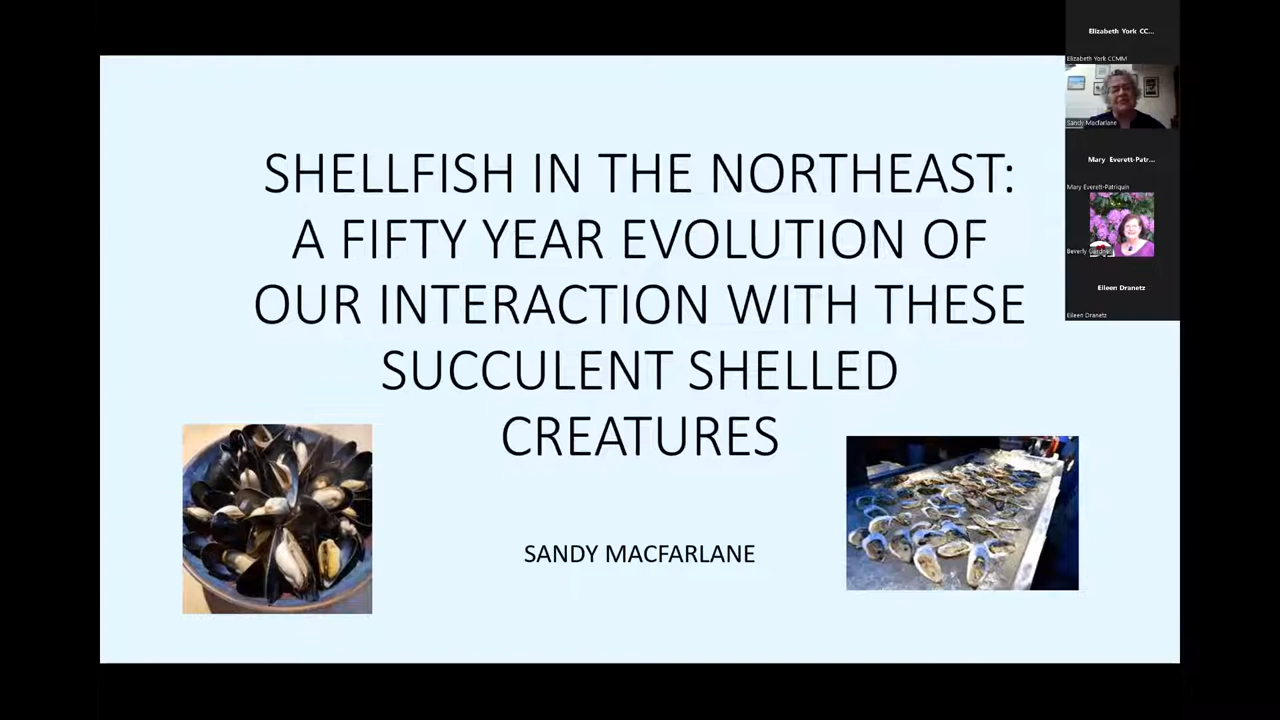 SHELLFISH IN THE NORTHEAST:
A FIFTY YEAR EVOLUTION OF
OUR INTERACTION WITH THESE
SUCCULENT SHELLED
CREATURES
SANDY MACFARLANE
Elizabeth York CC...
Elizabeth York CCMM
Sandy Macfarlane
Mary Everett-Patr...
Mary Everett-Patriquin
Beverly Gardner
Eileen Dranetz
Eileen Dranetz